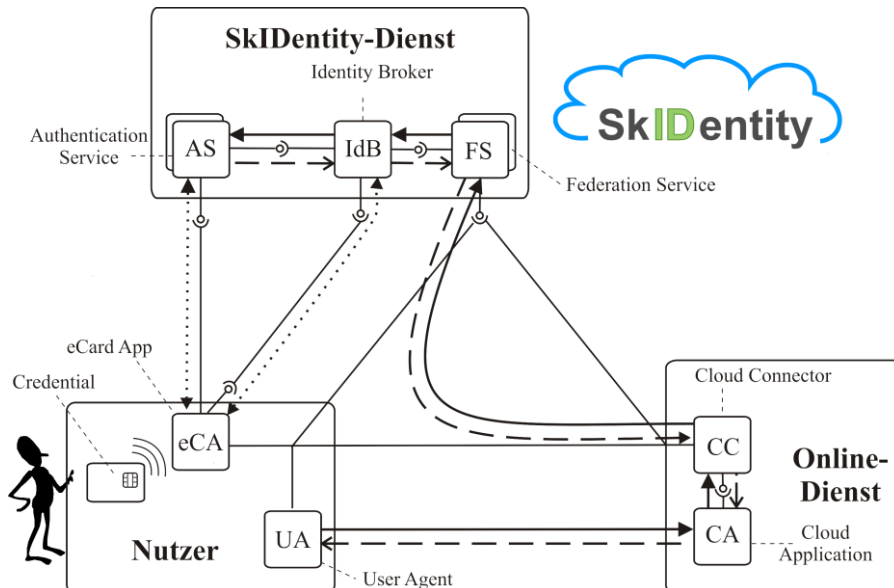 SkIDentity-Dienst
Identity Broker
SkIDentity
Authentication
Service
AS
IdB
FS
Federation Service
eCard App
Credential
Cloud Connector
eCA
CC
Online-
Dienst
Nutzer
UA
CA
Cloud
Application
User Agent